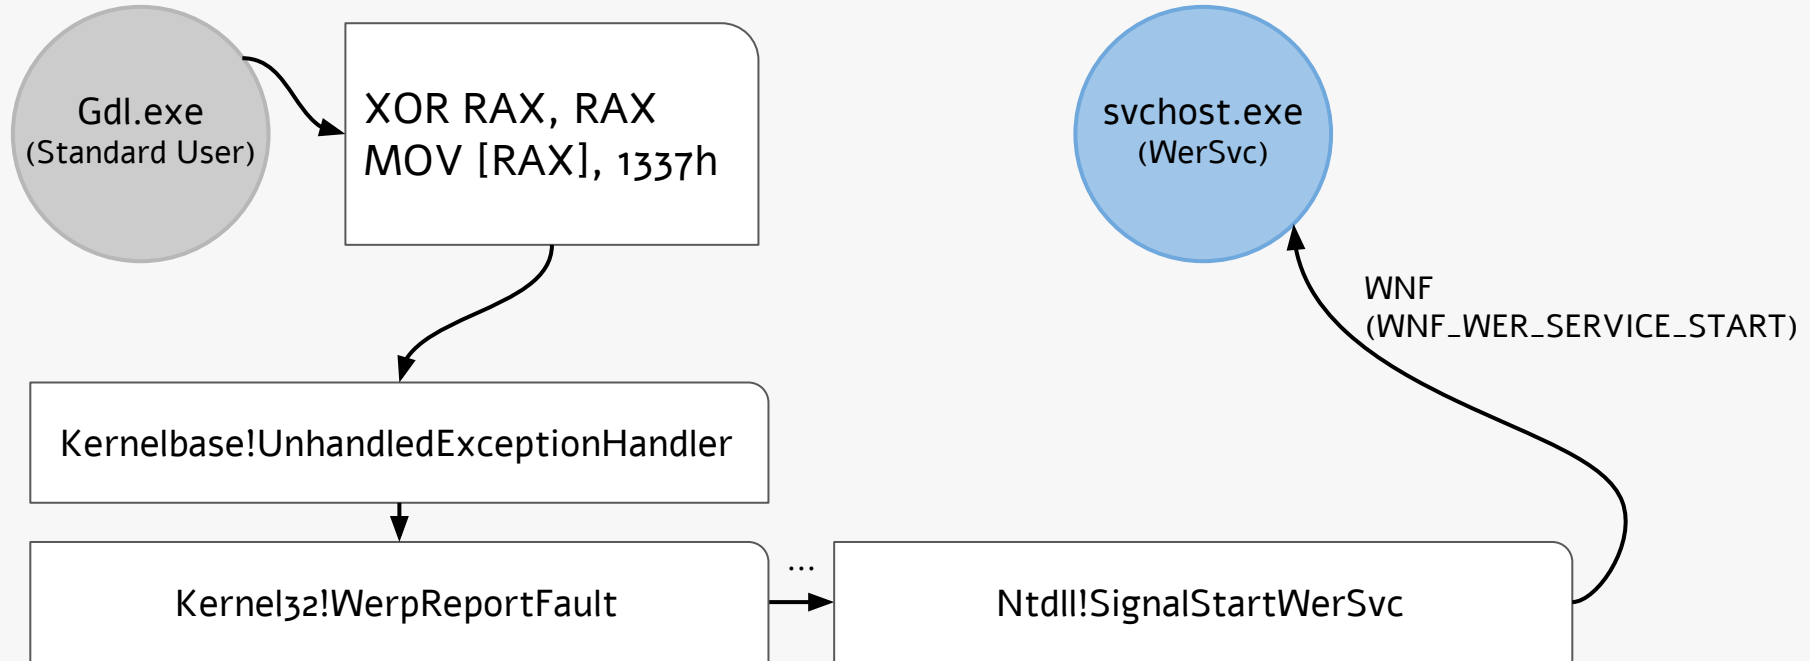 Gdl.exe
(Standard User)
XOR RAX, RAX
MOV [RAX], 1337h
svchost.exe
(WerSvc)
WNF
(WNF_WER_SERVICE_START)
Kernelbase!UnhandledExceptionHandler
Kernel32!WerpReportFault
...
Ntdll!SignalStartWerSvc